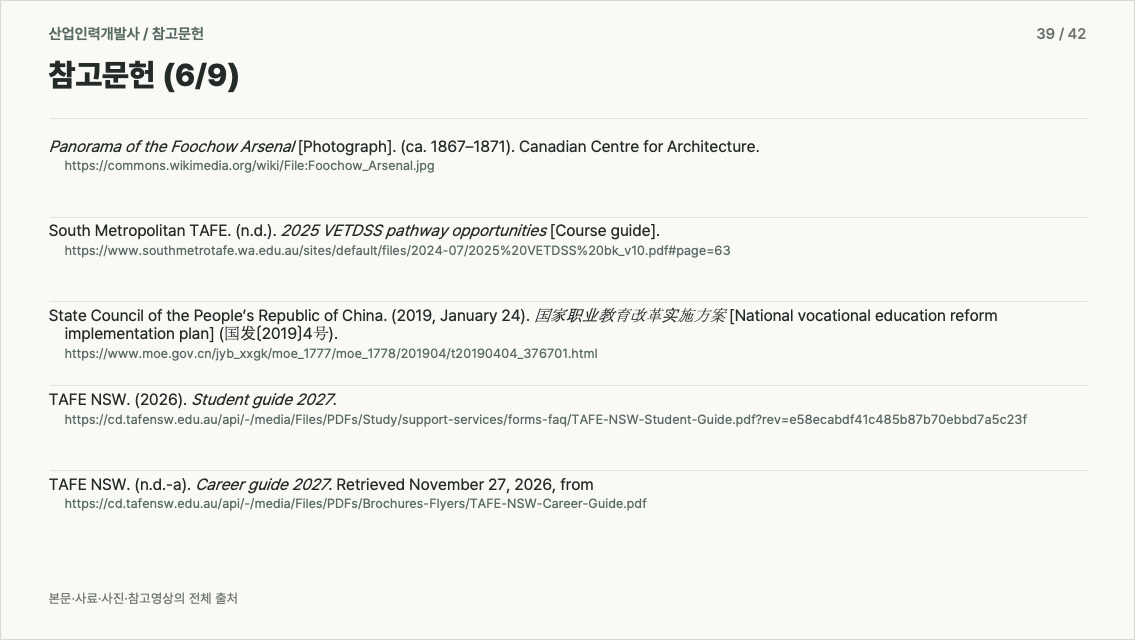 산업인력개발사 / 참고문헌
39 / 42
참고문헌 (6/9)
Panorama of the Foochow Arsenal [Photograph]. (ca. 1867–1871). Canadian Centre for Architecture.
https://commons.wikimedia.org/wiki/File:Foochow_Arsenal.jpg
South Metropolitan TAFE. (n.d.). 2025 VETDSS pathway opportunities [Course guide].
https://www.southmetrotafe.wa.edu.au/sites/default/files/2024-07/2025%20VETDSS%20bk_v10.pdf#page=63
State Council of the People’s Republic of China. (2019, January 24). 国家职业教育改革实施方案 [National vocational education reform
implementation plan] (国发[2019]4号).
https://www.moe.gov.cn/jyb_xxgk/moe_1777/moe_1778/201904/t20190404_376701.html
TAFE NSW. (2026). Student guide 2027.
https://cd.tafensw.edu.au/api/-/media/Files/PDFs/Study/support-services/forms-faq/TAFE-NSW-Student-Guide.pdf?rev=e58ecabdf41c485b87b70ebbd7a5c23f
TAFE NSW. (n.d.-a). Career guide 2027. Retrieved November 27, 2026, from
https://cd.tafensw.edu.au/api/-/media/Files/PDFs/Brochures-Flyers/TAFE-NSW-Career-Guide.pdf
본문·사료·사진·참고영상의 전체 출처